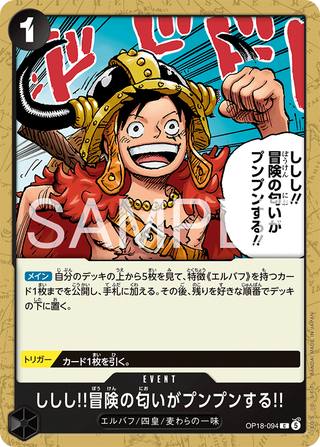 1
ドドドド
ししし!!
冒険の匂いが
プンプンする!!
SAMPLE
メイン 自分のデッキの上から5枚を見て、特徴《エルバフ》を持つカー
ド1枚までを公開し、手札に加える。その後、残りを好きな順番でデッキ
の下に置く。
トリガー カード1枚を引く。
EVENT
OP18-094 C
ししし!!冒険の匂いがプンプンする!!
エルバフ/四皇/麦わらの一味